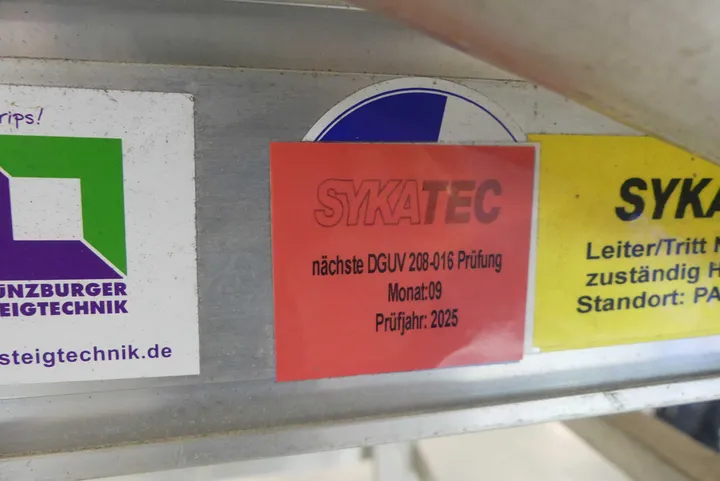 rips!
ÜNZBURGER
EIGTECHNIK
steigtechnik.de
SYKATEC
nächste DGUV 208-016 Prüfung
Monat:09
Prüfjahr: 2025
SYKA
Leiter/Tritt
zuständig H
Standort: PA